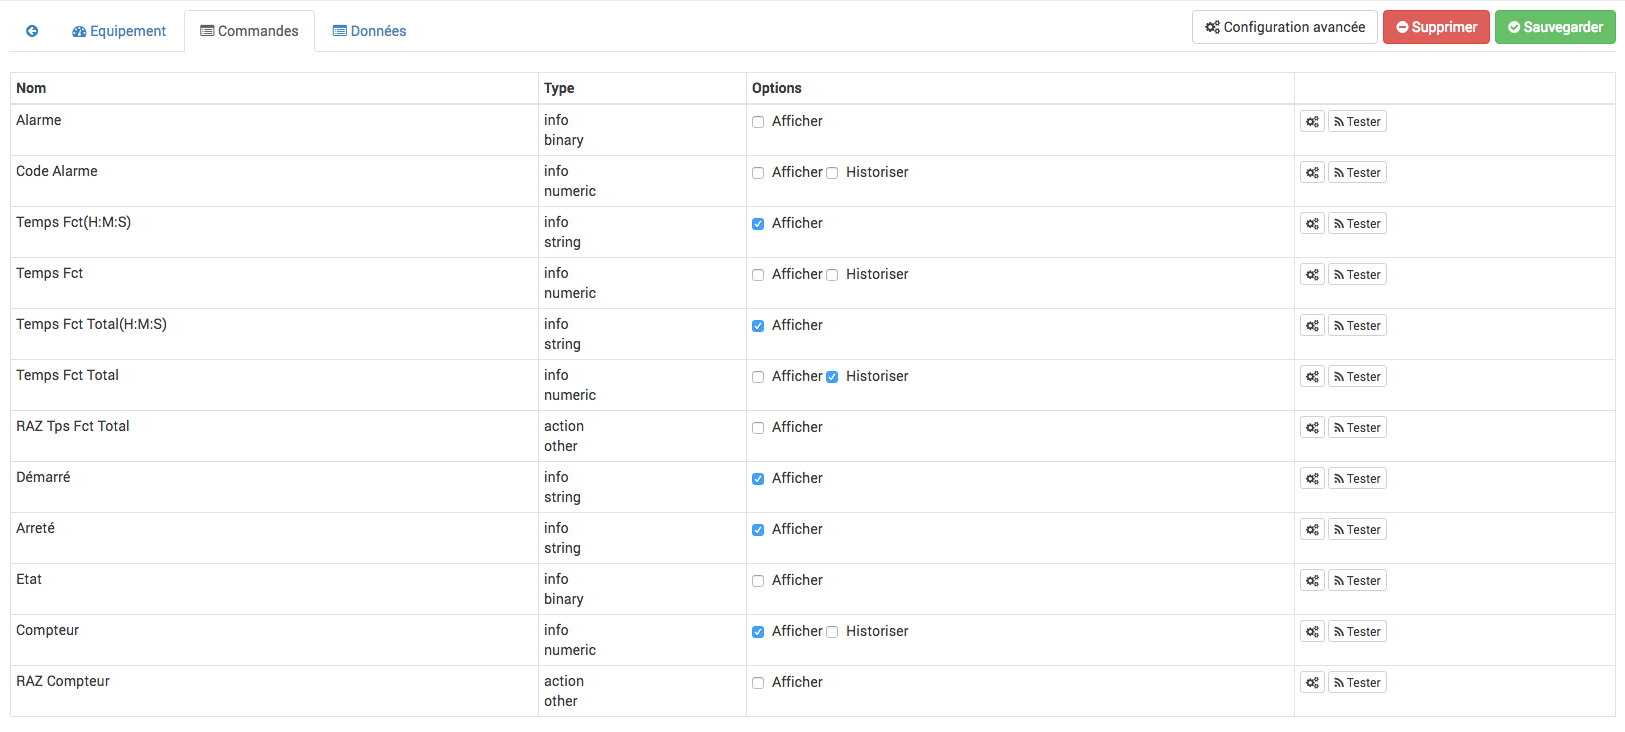 Equipement Commandes Données Configuration avancée Supprimer Sauvegarder
Nom Type Options
Alarme info Afficher Tester
binary
Code Alarme info Afficher Historiser Tester
numeric
Temps Fct(H:M:S) info Afficher Tester
string
Temps Fct info Afficher Historiser Tester
numeric
Temps Fct Total(H:M:S) info Afficher Tester
string
Temps Fct Total info Afficher Historiser Tester
numeric
RAZ Tps Fct Total action Afficher Tester
other
Démarré info Afficher Tester
string
Arreté info Afficher Tester
string
Etat info Afficher Tester
binary
Compteur info Afficher Historiser Tester
numeric
RAZ Compteur action Afficher Tester
other